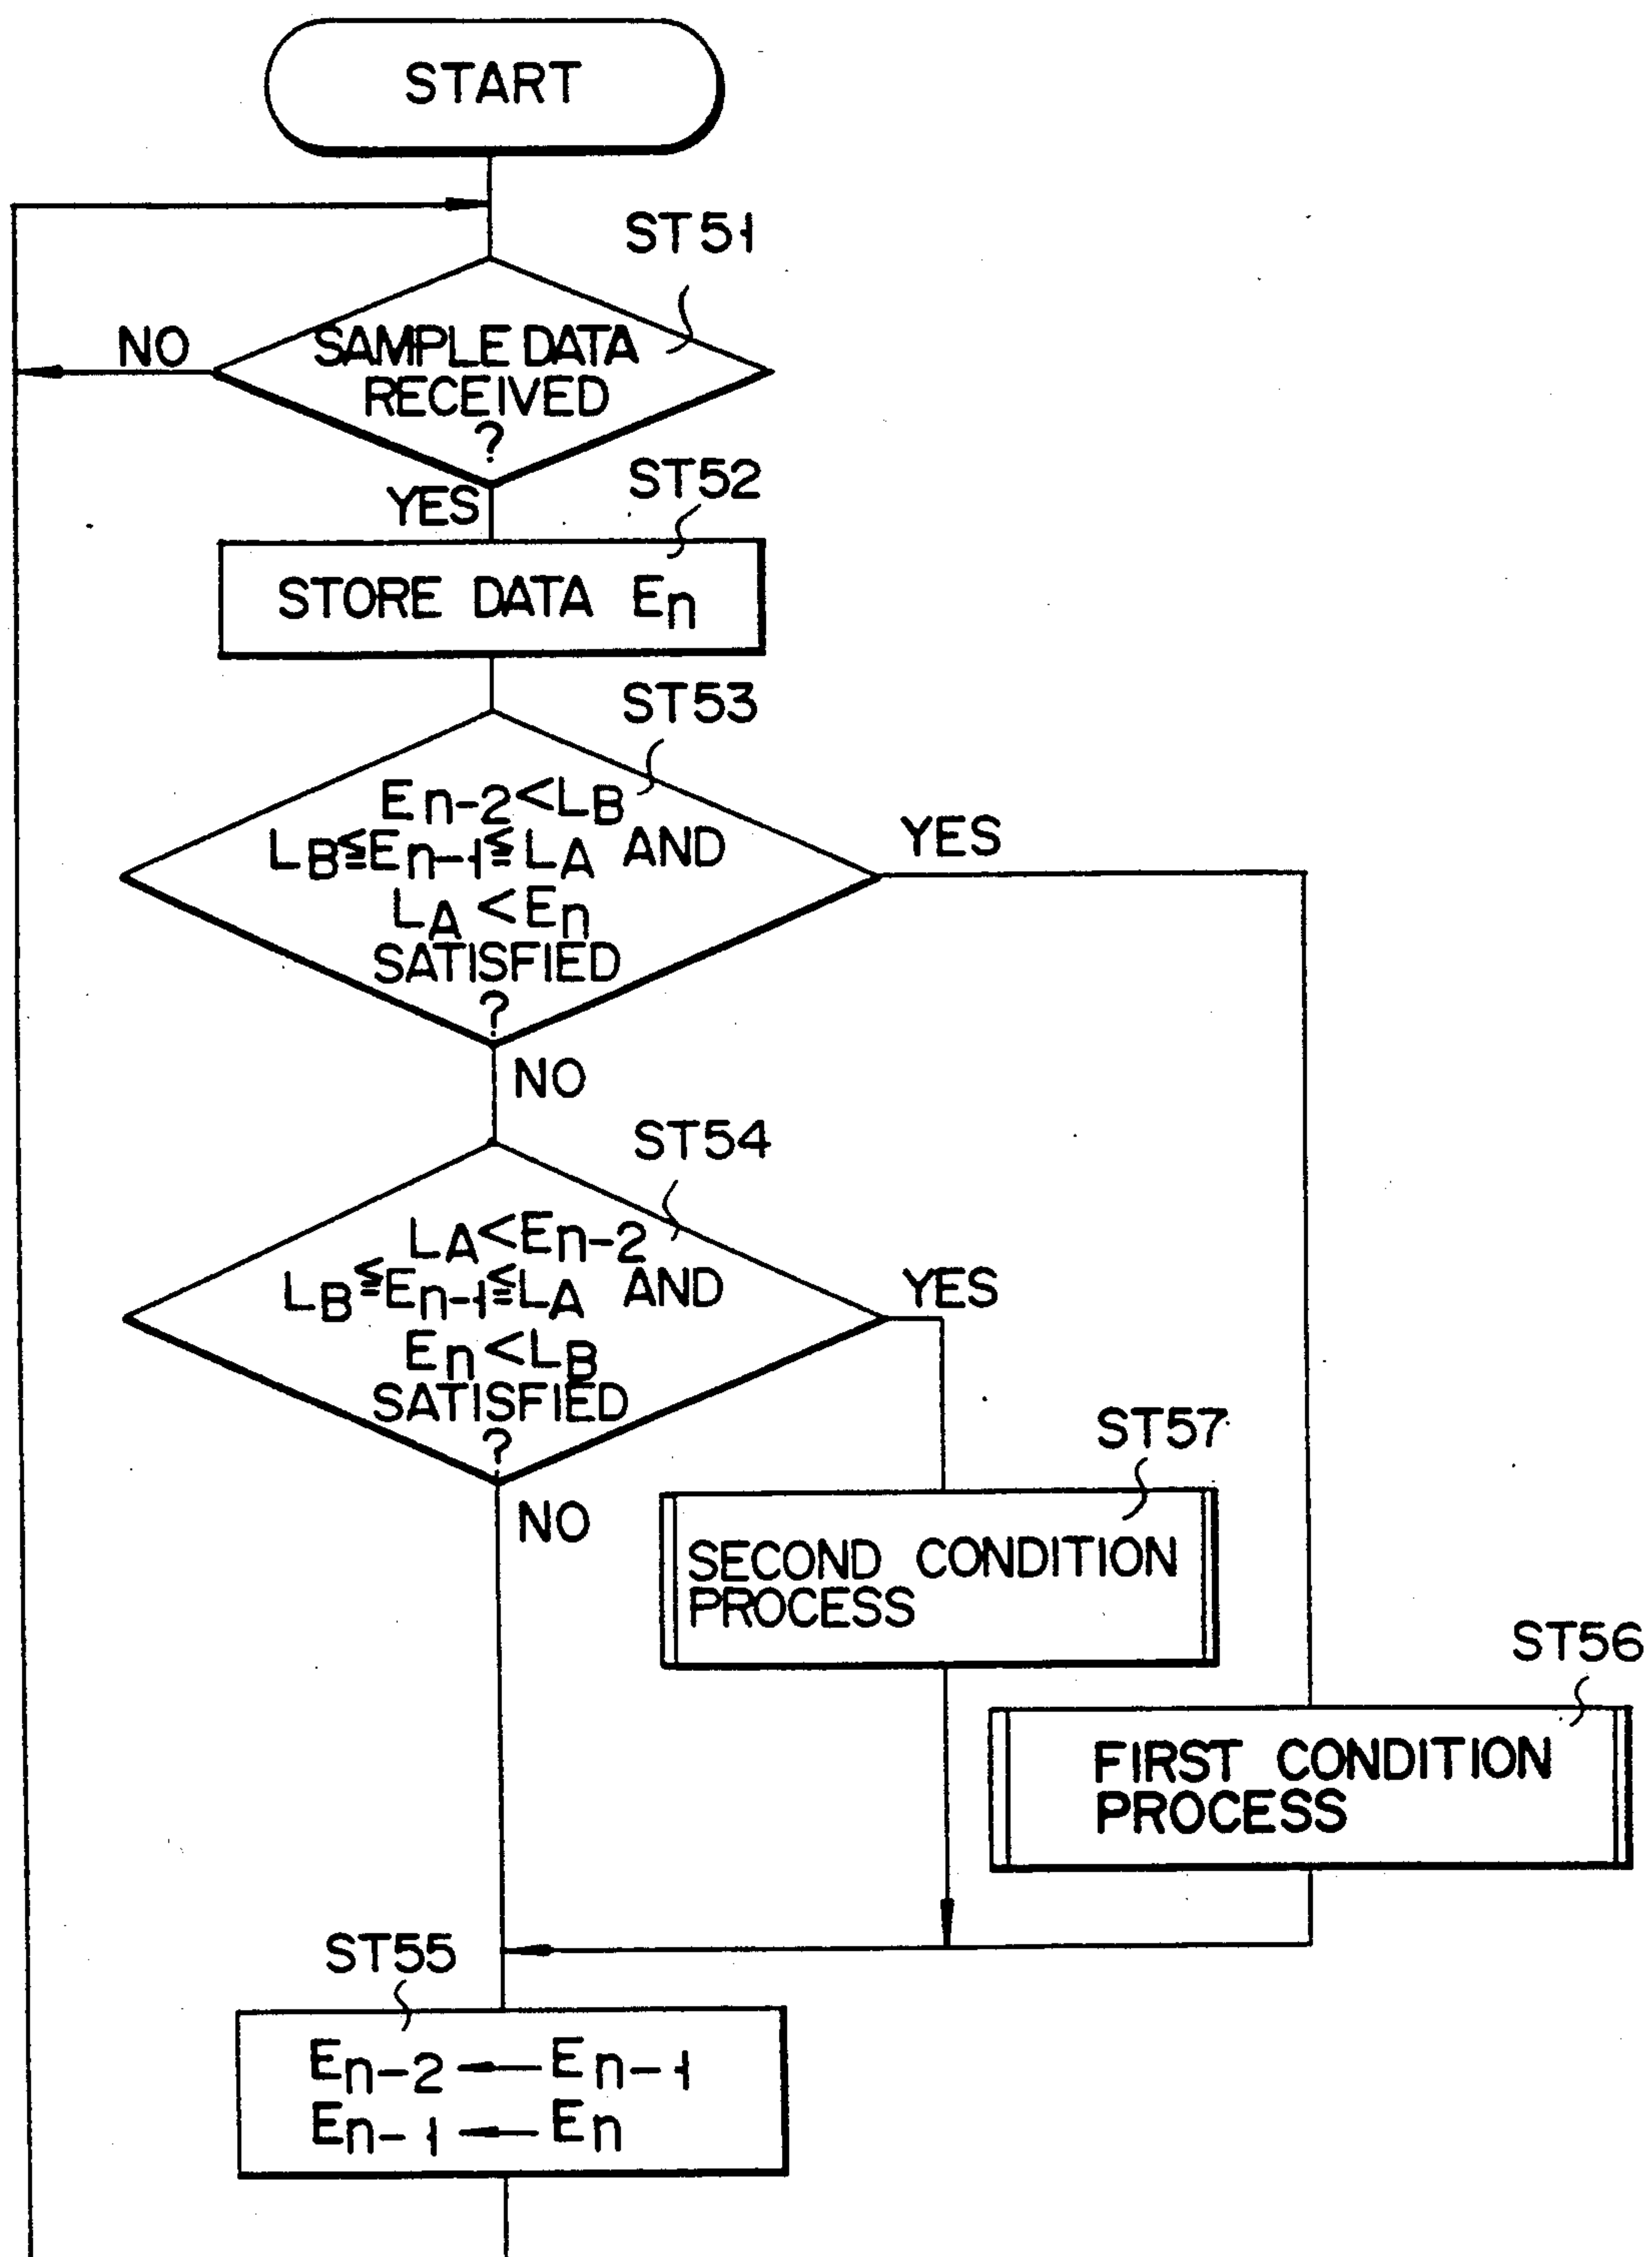 START
ST51
NO
SAMPLE DATA
RECEIVED
?
YES
ST52
STORE DATA En
ST53
En-2<LB
LB≦En-1≦LA AND
LA<En
SATISFIED
?
YES
NO
ST54
LA<En-2
LB≦En-1≦LA AND
En<LB
SATISFIED
?
YES
NO
ST57
SECOND CONDITION
PROCESS
ST56
FIRST CONDITION
PROCESS
ST55
En-2←En-1
En-1←En